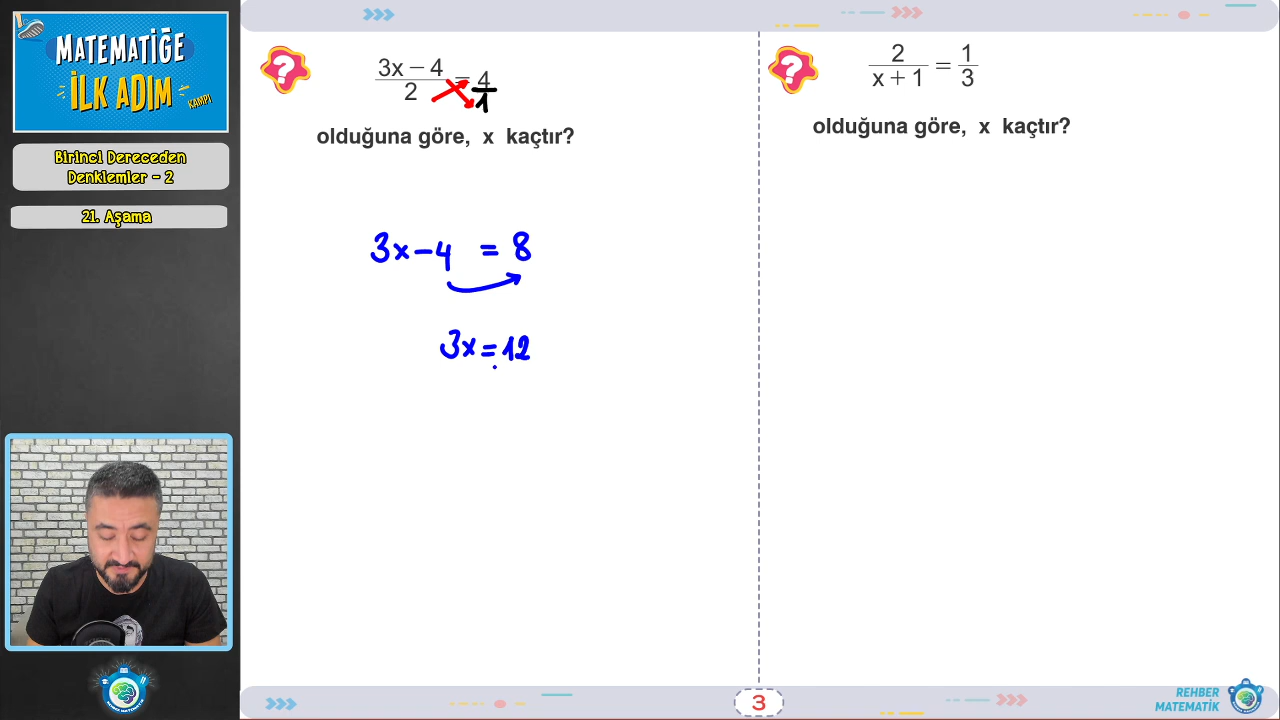 MATEMATİĞE
İLK ADIM
KAMPI
Birinci Dereceden
Denklemler - 2
21. Aşama
?
3x − 4
2
= 4
1
olduğuna göre, x kaçtır?
3x − 4 = 8
3x = 12
?
2
x + 1
=
1
3
olduğuna göre, x kaçtır?
3
REHBER
MATEMATİK